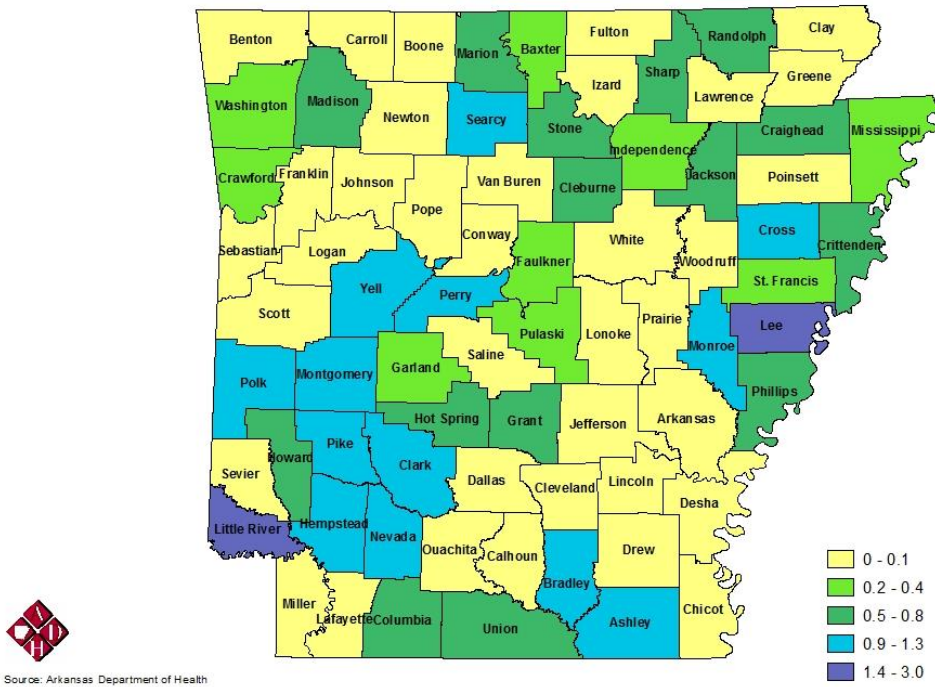 Benton
Carroll
Boone
Marion
Baxter
Fulton
Randolph
Clay
Izard
Sharp
Greene
Lawrence
Washington
Madison
Newton
Searcy
Stone
Independence
Craighead
Mississippi
Crawford
Franklin
Johnson
Pope
Van Buren
Cleburne
Jackson
Poinsett
Sebastian
Logan
Conway
Faulkner
White
Woodruff
Cross
Crittenden
St. Francis
Yell
Perry
Scott
Pulaski
Lonoke
Prairie
Lee
Saline
Monroe
Polk
Montgomery
Garland
Phillips
Hot Spring
Grant
Jefferson
Arkansas
Howard
Pike
Clark
Sevier
Dallas
Cleveland
Lincoln
Desha
Little River
Hempstead
Nevada
Ouachita
Calhoun
Drew
Bradley
Miller
Lafayette
Columbia
Union
Ashley
Chicot
0 - 0.1
0.2 - 0.4
0.5 - 0.8
0.9 - 1.3
1.4 - 3.0
A
D
H
Source: Arkansas Department of Health